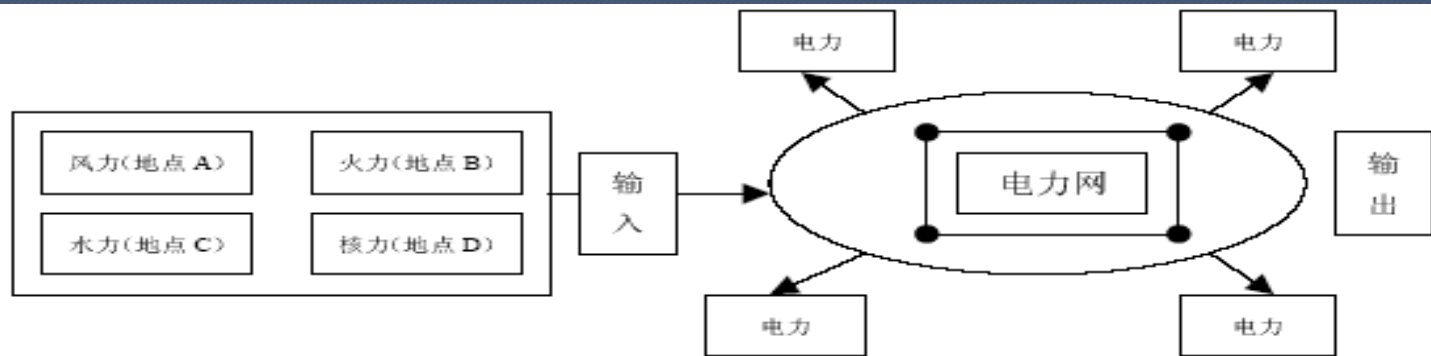 电力
电力
风力(地点 A)
火力(地点 B)
输
入
电力网
输
出
水力(地点 C)
核力(地点 D)
电力
电力